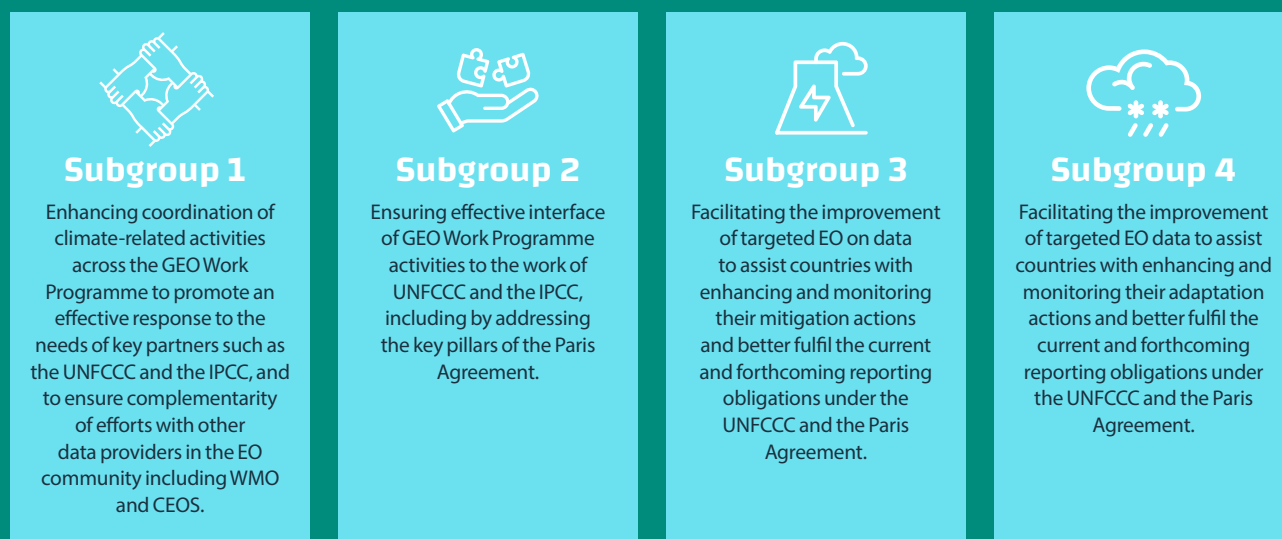 Subgroup 1
Enhancing coordination of
climate-related activities
across the GEO Work
Programme to promote an
effective response to the
needs of key partners such as
the UNFCCC and the IPCC, and
to ensure complementarity
of efforts with other
data providers in the EO
community including WMO
and CEOS.
Subgroup 2
Ensuring effective interface
of GEO Work Programme
activities to the work of
UNFCCC and the IPCC,
including by addressing
the key pillars of the Paris
Agreement.
Subgroup 3
Facilitating the improvement
of targeted EO on data
to assist countries with
enhancing and monitoring
their mitigation actions
and better fulfil the current
and forthcoming reporting
obligations under the
UNFCCC and the Paris
Agreement.
Subgroup 4
Facilitating the improvement
of targeted EO data to assist
countries with enhancing and
monitoring their adaptation
actions and better fulfil the
current and forthcoming
reporting obligations under
the UNFCCC and the Paris
Agreement.